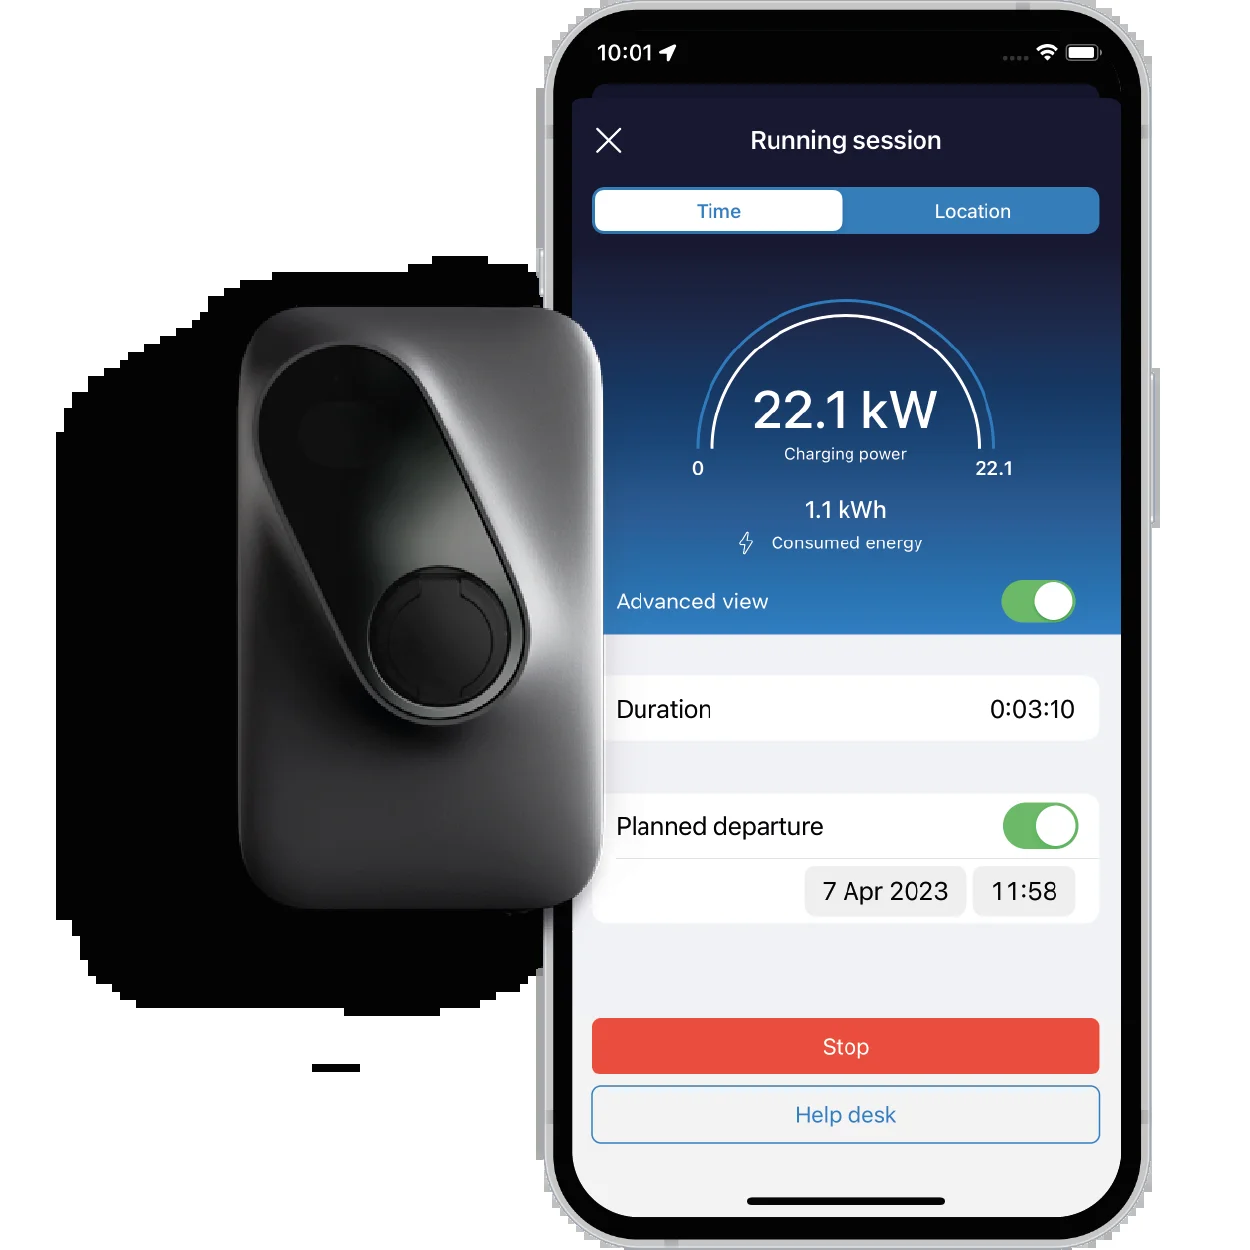 10:01
Running session
Time
Location
22.1 kW
Charging power
0
22.1
1.1 kWh
Consumed energy
Advanced view
Duration
0:03:10
Planned departure
7 Apr 2023
11:58
Stop
Help desk